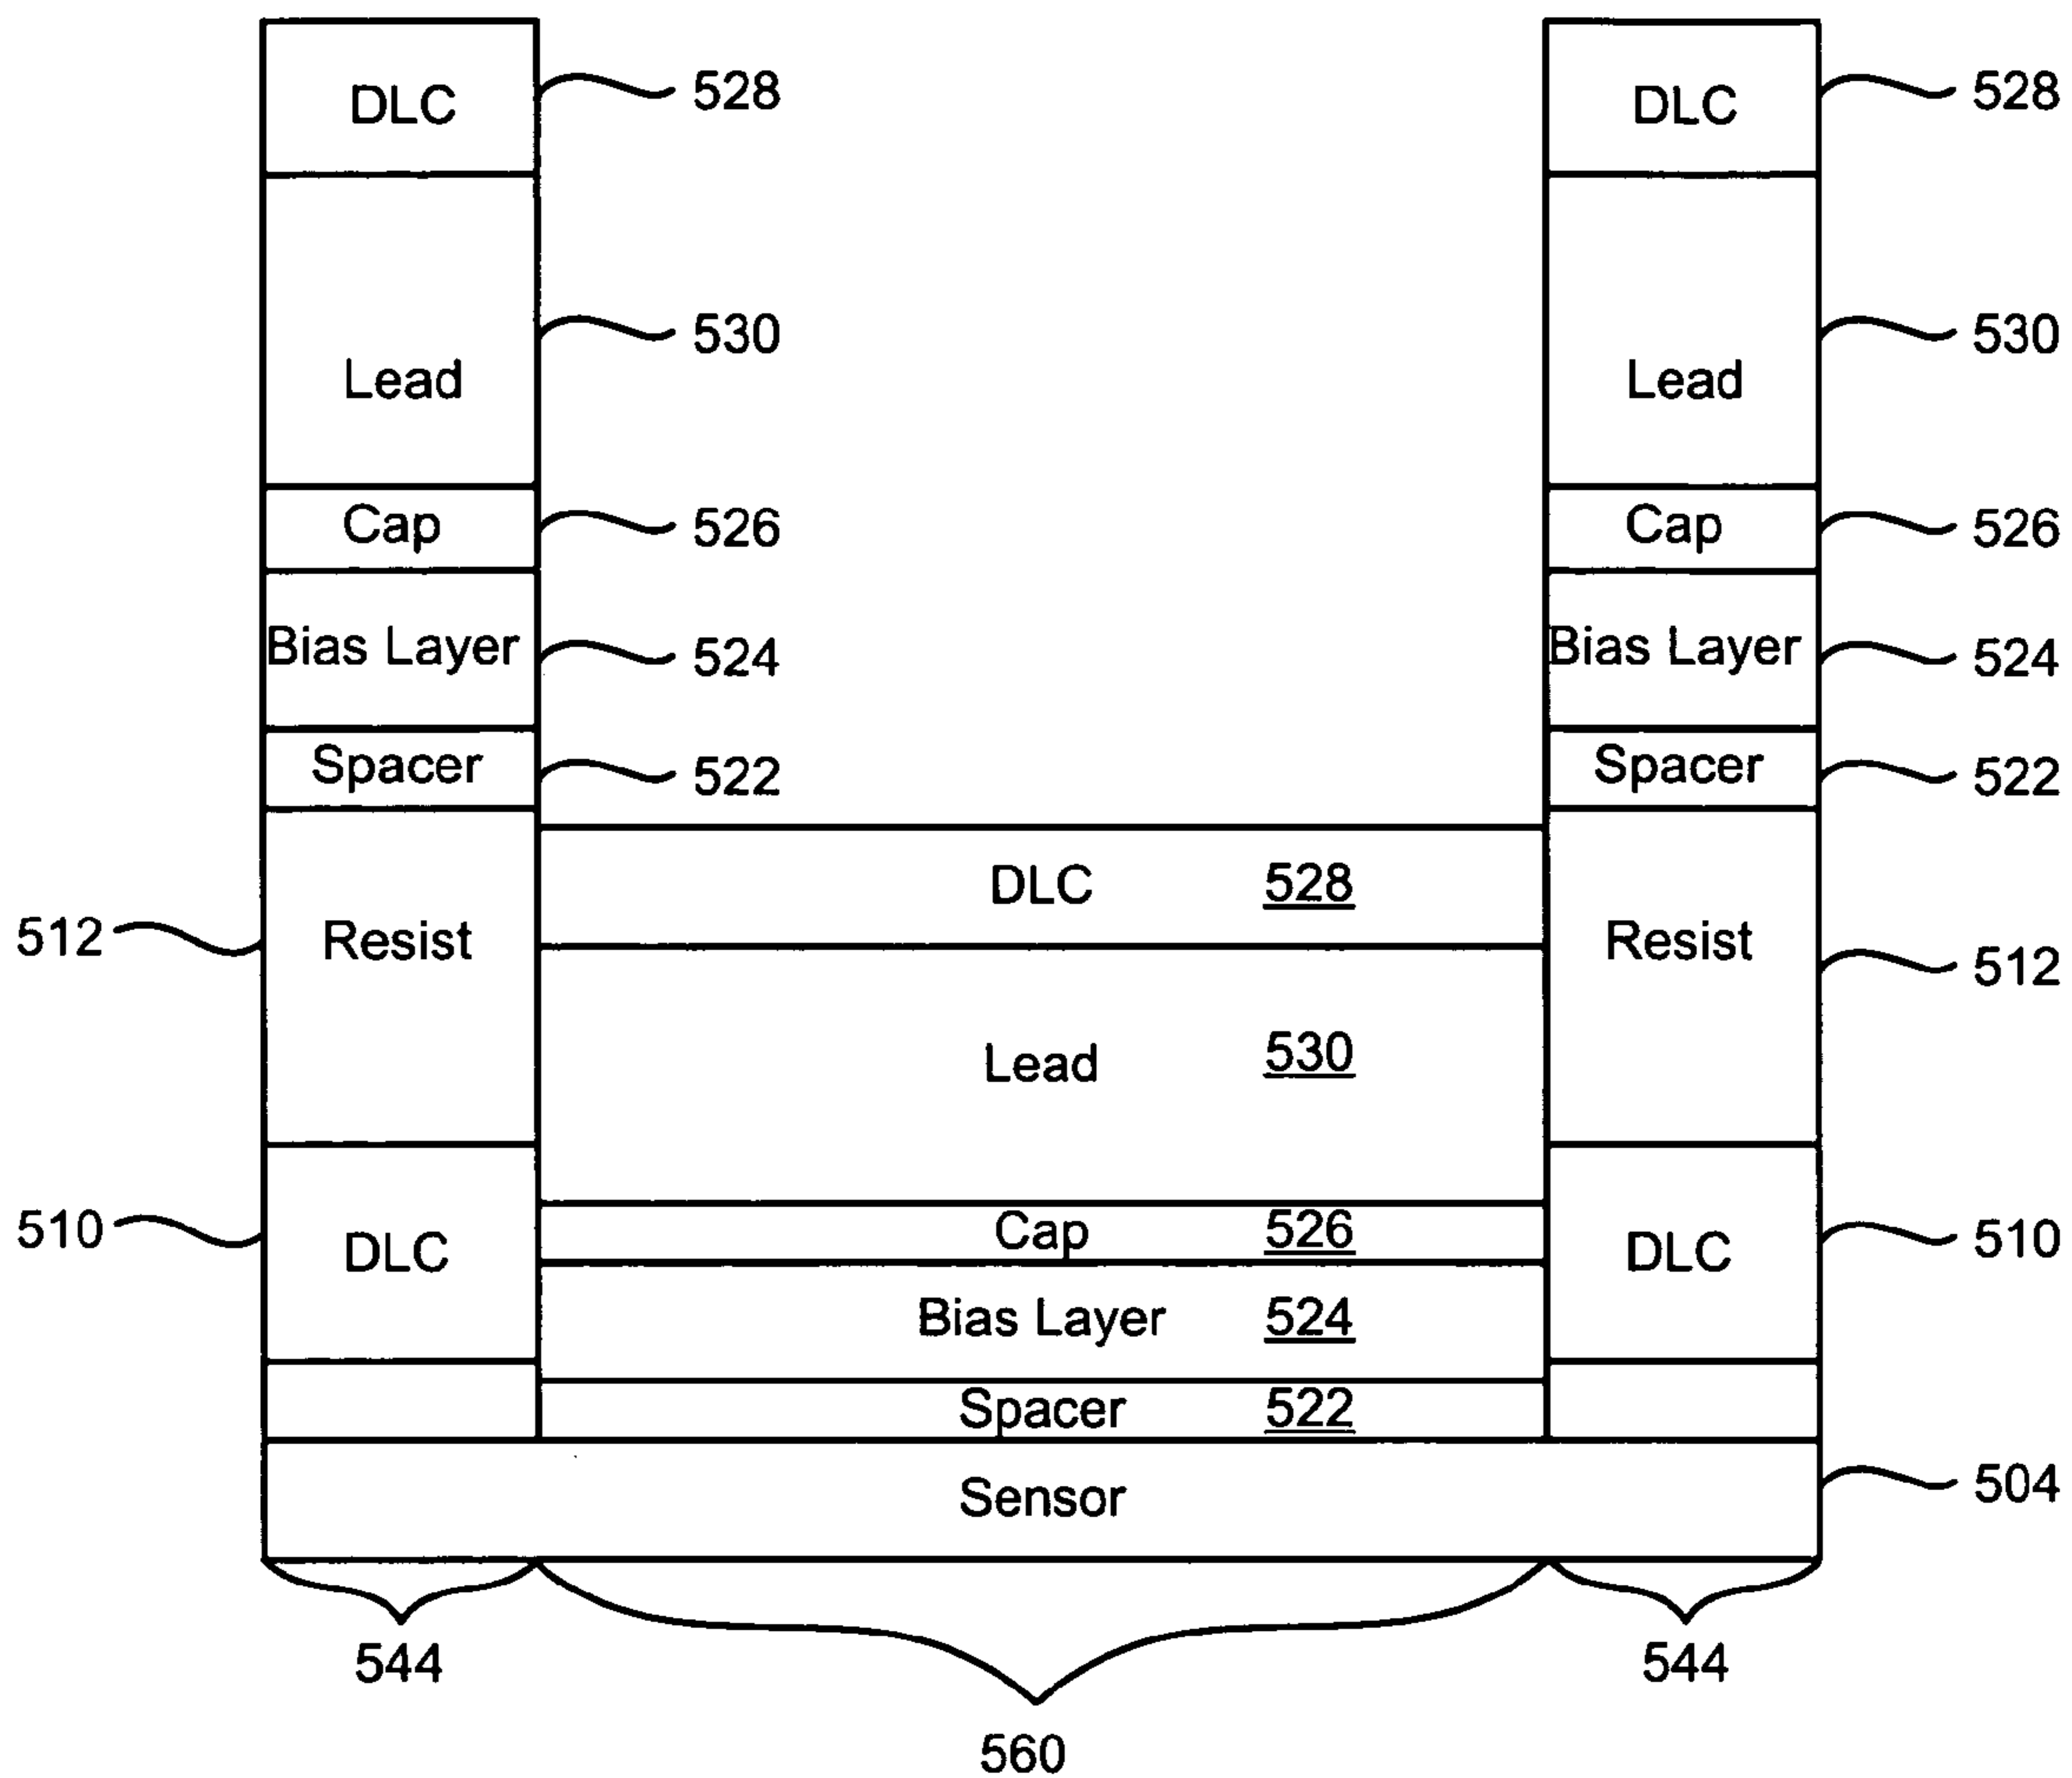 DLC 528 DLC 528
Lead 530 Lead 530
Cap 526 Cap 526
Bias Layer 524 Bias Layer 524
Spacer 522 Spacer 522
DLC 528
512 Resist Resist 512
Lead 530
510 DLC DLC 510
Cap 526
Bias Layer 524
Spacer 522
Sensor 504
544 544
560